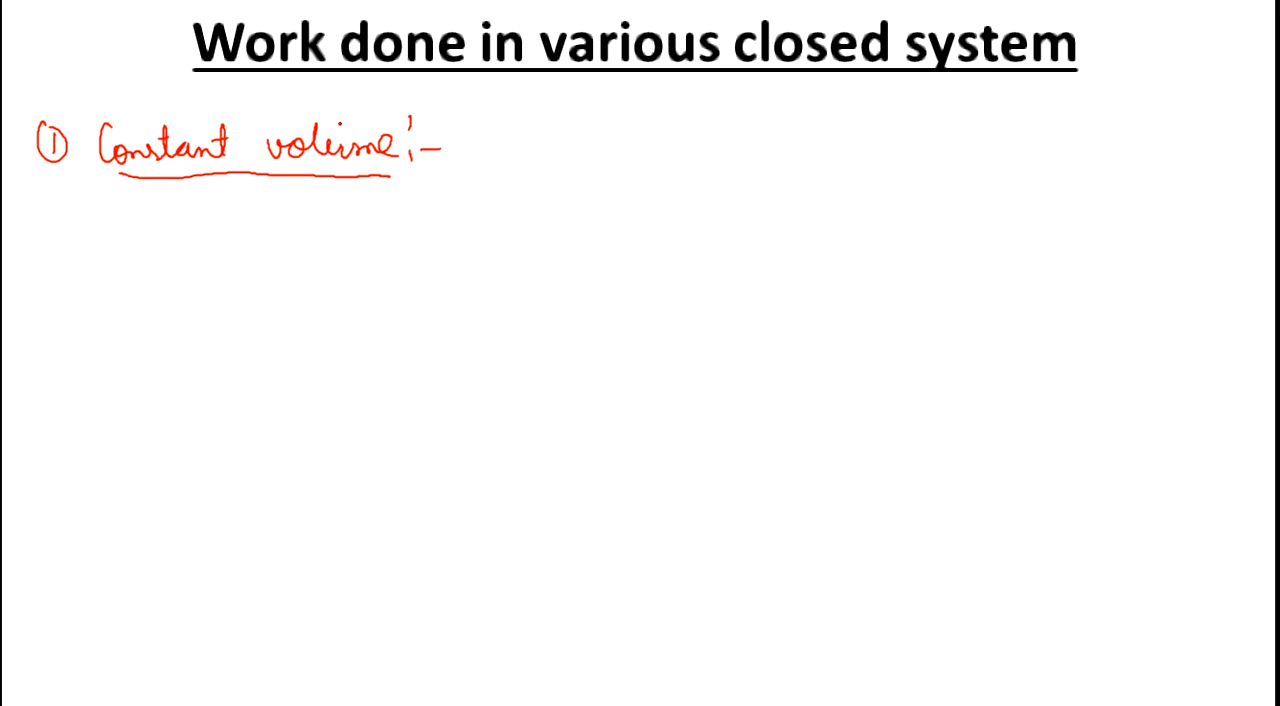 Work done in various closed system
① Constant volume:-